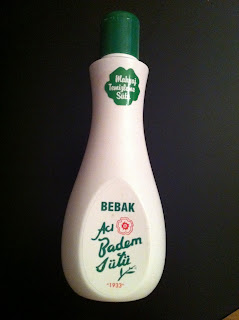 Makyaj
Temizleme
Sütü
BEBAK
Acı
Badem
Sütü
"1933"